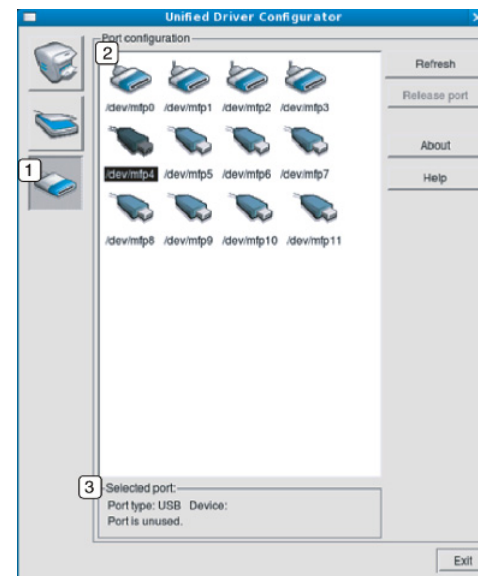 Unified Driver Configurator
Port configuration
2
Refresh
/dev/mfp0 /dev/mfp1 /dev/mfp2 /dev/mfp3
Release port
About
1
/dev/mfp4 /dev/mfp5 /dev/mfp6 /dev/mfp7
Help
/dev/mfp8 /dev/mfp9 /dev/mfp10 /dev/mfp11
3
Selected port:
Port type: USB Device:
Port is unused.
Exit